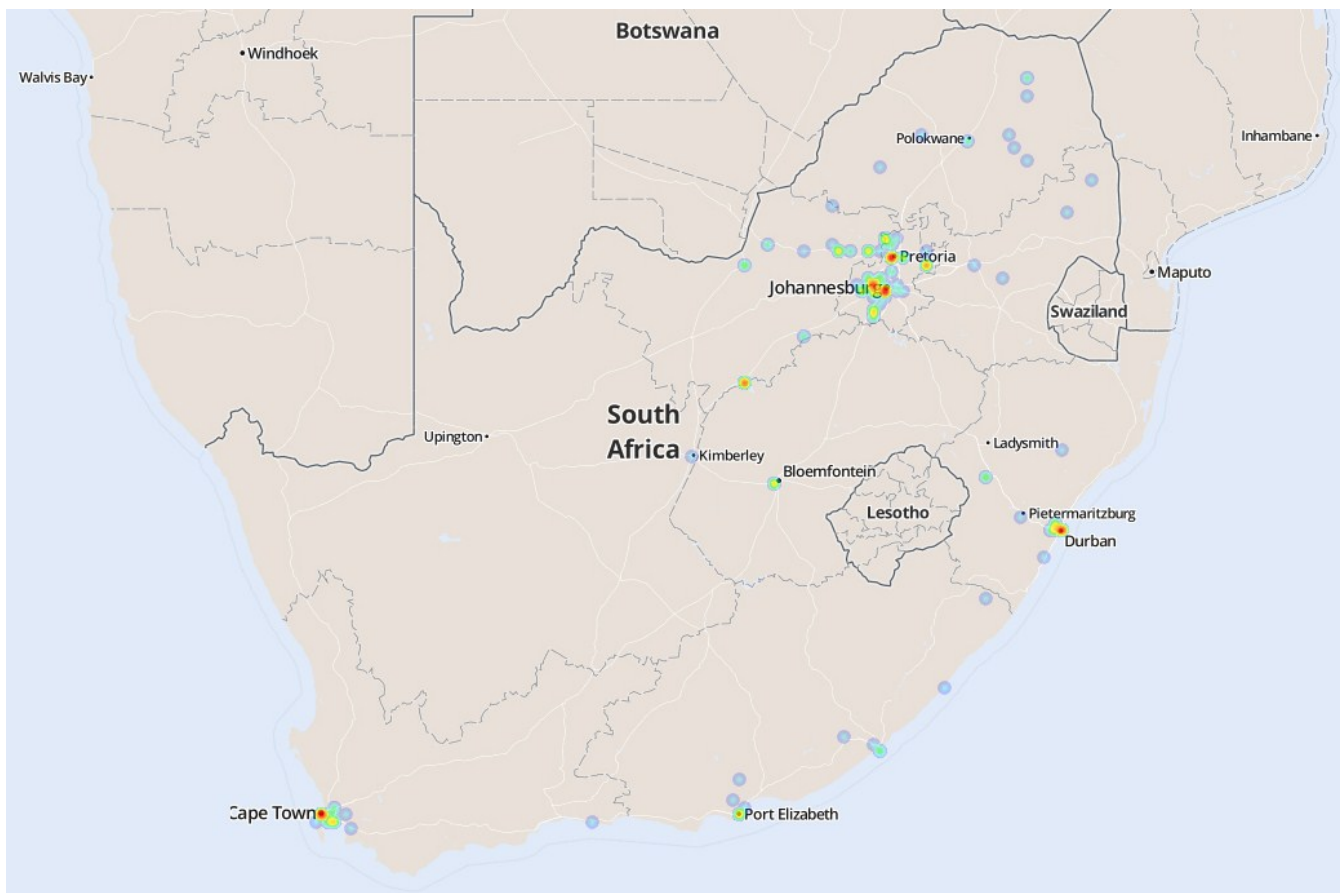 Botswana
Windhoek
Walvis Bay
Polokwane
Inhambane
Pretoria
Maputo
Johannesburg
Swaziland
South
Africa
Upington
Ladysmith
Kimberley
Bloemfontein
Lesotho
Pietermaritzburg
Durban
Cape Town
Port Elizabeth